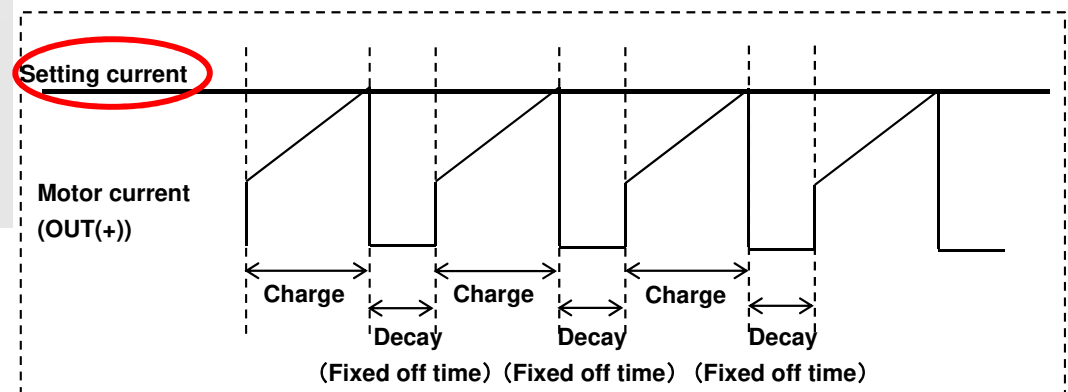 Setting current
Motor current
(OUT(+))
Charge Charge Charge
Decay Decay Decay
(Fixed off time) (Fixed off time) (Fixed off time)